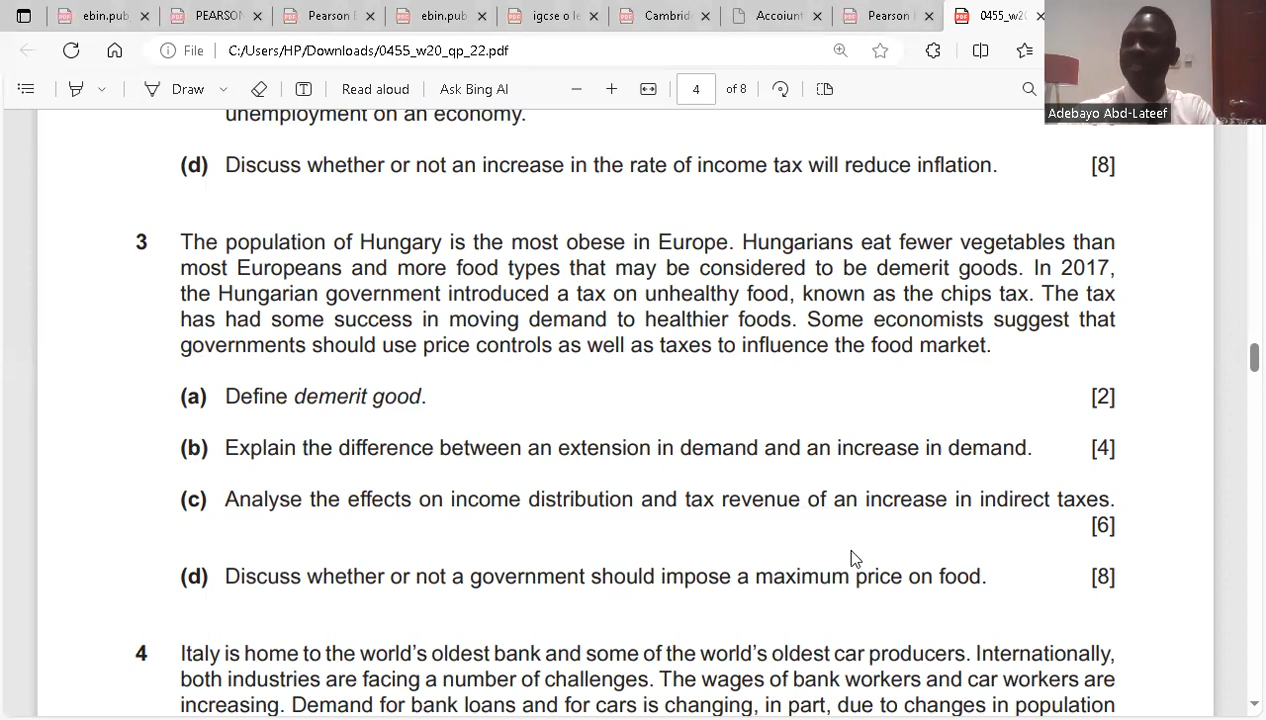 ebin.pub
PEARSON
Pearson E
ebin.pub
igcse o le
Cambrid
Acciount
Pearson
0455_w20
File C:/Users/HP/Downloads/0455_w20_qp_22.pdf
Draw Read aloud Ask Bing AI 4 of 8
Adebayo Abd-Lateef
unemployment on an economy.
(d) Discuss whether or not an increase in the rate of income tax will reduce inflation. [8]
3 The population of Hungary is the most obese in Europe. Hungarians eat fewer vegetables than
most Europeans and more food types that may be considered to be demerit goods. In 2017,
the Hungarian government introduced a tax on unhealthy food, known as the chips tax. The tax
has had some success in moving demand to healthier foods. Some economists suggest that
governments should use price controls as well as taxes to influence the food market.
(a) Define demerit good. [2]
(b) Explain the difference between an extension in demand and an increase in demand. [4]
(c) Analyse the effects on income distribution and tax revenue of an increase in indirect taxes.
[6]
(d) Discuss whether or not a government should impose a maximum price on food. [8]
4 Italy is home to the world's oldest bank and some of the world's oldest car producers. Internationally,
both industries are facing a number of challenges. The wages of bank workers and car workers are
increasing. Demand for bank loans and for cars is changing, in part, due to changes in population